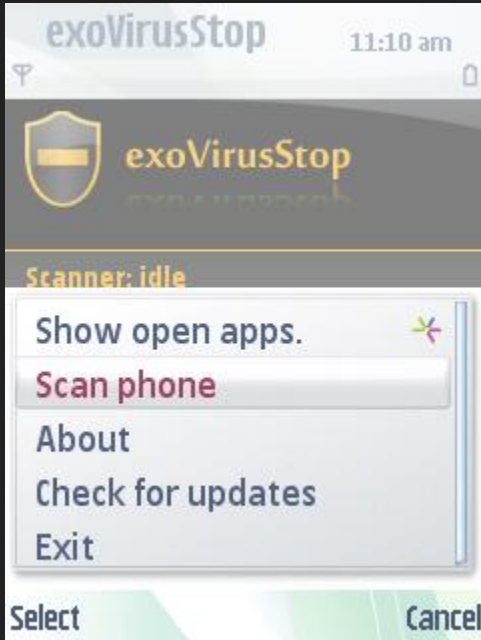 exoVirusStop
11:10 am
exoVirusStop
Scanner: idle
Show open apps.
Scan phone
About
Check for updates
Exit
Select Cancel